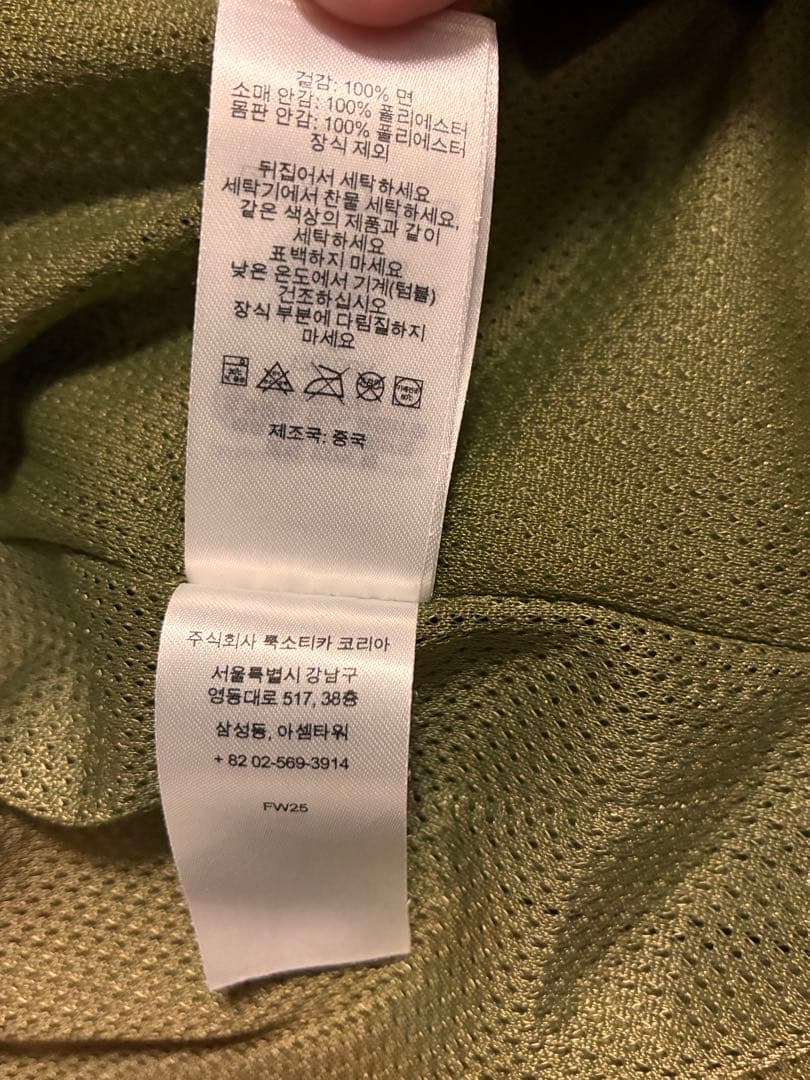 겉감: 100% 면
소매 안감: 100% 폴리에스터
몸판 안감: 100% 폴리에스터
장식 제외
뒤집어서 세탁하세요
세탁기에서 찬물 세탁하세요,
같은 색상의 제품과 같이
세탁하세요
표백하지 마세요
낮은 온도에서 기계(텀블)
건조하십시오
장식 부분에 다림질하지
마세요
제조국: 중국
주식회사 룩소티카 코리아
서울특별시 강남구
영동대로 517, 38층
삼성동, 아셈타워
+ 82 02-569-3914
FW25